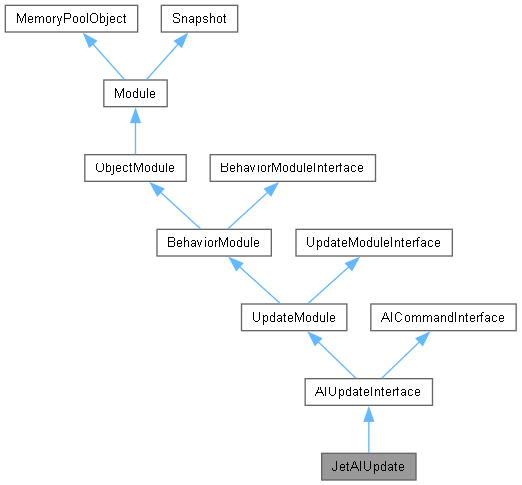 MemoryPoolObject
Snapshot
Module
ObjectModule
BehaviorModuleInterface
BehaviorModule
UpdateModuleInterface
UpdateModule
AICommandInterface
AIUpdateInterface
JetAIUpdate